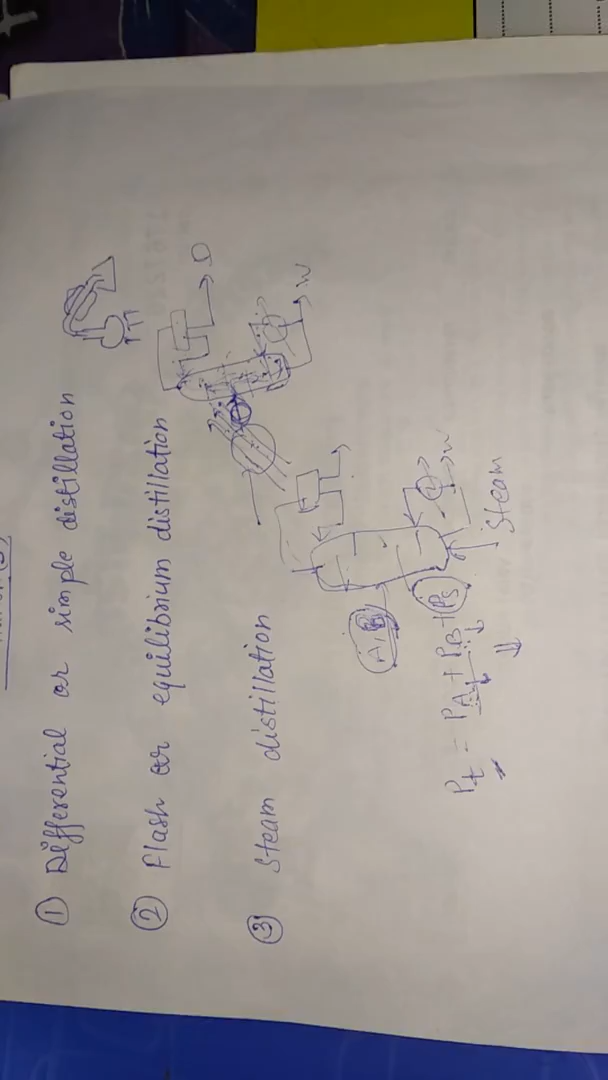 ① Differential or simple distillation
② Flash or equilibrium distillation
D
W
③ Steam distillation
A, B
W
Steam
Pt = PA + PB + PS